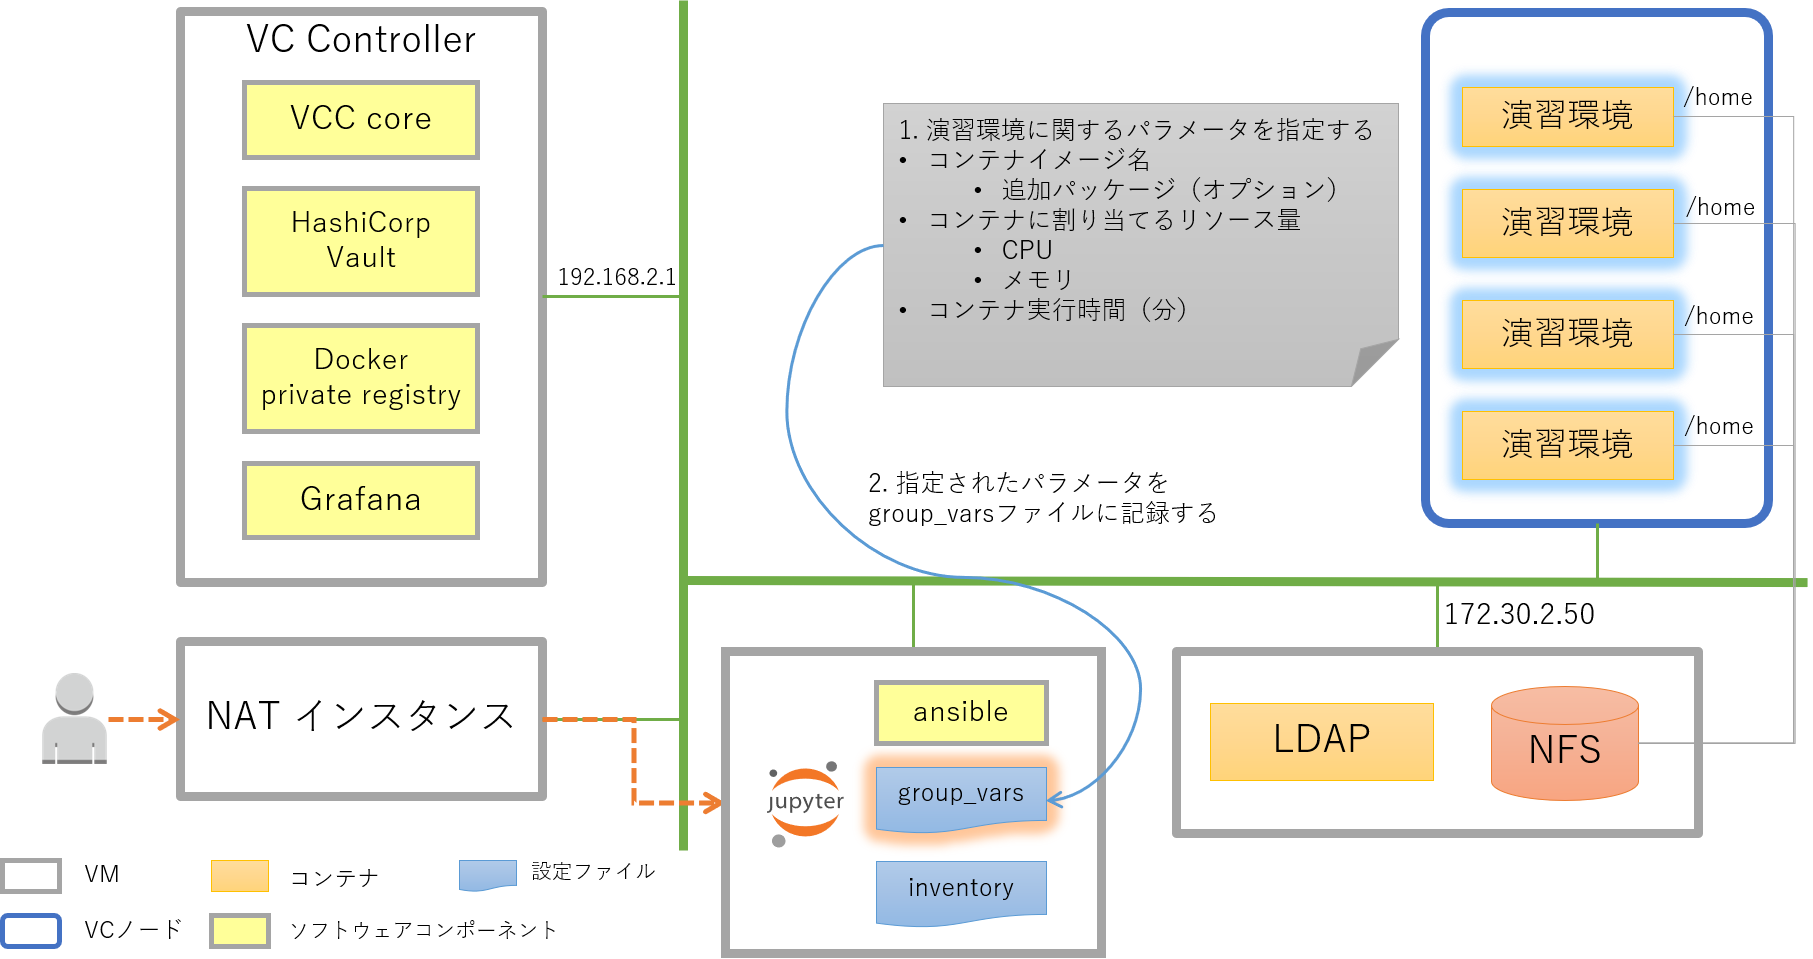 VC Controller
VCC core
HashiCorp
Vault
Docker
private registry
Grafana
192.168.2.1
1. 演習環境に関するパラメータを指定する
• コンテナイメージ名
• 追加パッケージ（オプション）
• コンテナに割り当てるリソース量
• CPU
• メモリ
• コンテナ実行時間（分）
2. 指定されたパラメータを
group_varsファイルに記録する
演習環境
/home
演習環境
/home
演習環境
/home
演習環境
/home
172.30.2.50
NAT インスタンス
ansible
jupyter
group_vars
inventory
LDAP
NFS
VM
コンテナ
設定ファイル
VCノード
ソフトウェアコンポーネント